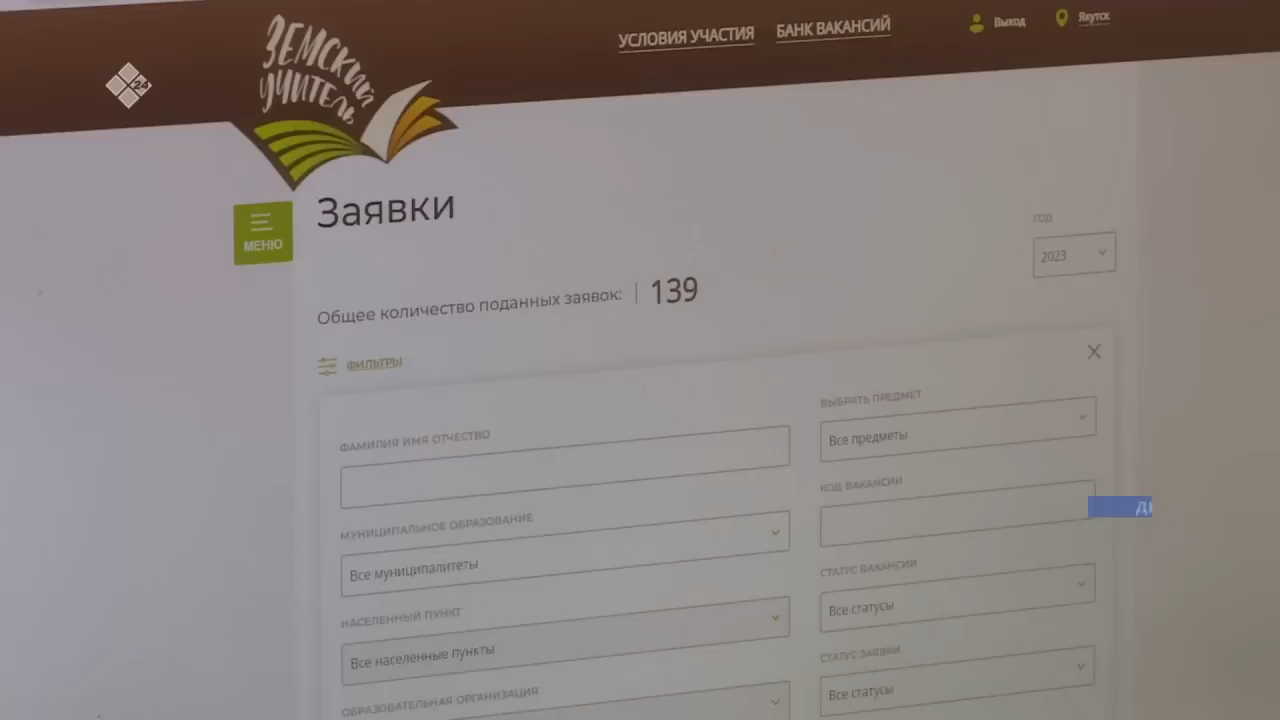 УСЛОВИЯ УЧАСТИЯ
БАНК ВАКАНСИЙ
Выход
Якутск
24
ЗЕМСКИЙ
УЧИТЕЛЬ
МЕНЮ
Заявки
ГОД
2023
Общее количество поданных заявок: | 139
ФИЛЬТРЫ
ФАМИЛИЯ ИМЯ ОТЧЕСТВО
МУНИЦИПАЛЬНОЕ ОБРАЗОВАНИЕ
Все муниципалитеты
НАСЕЛЕННЫЙ ПУНКТ
Все населенные пункты
ОБРАЗОВАТЕЛЬНАЯ ОРГАНИЗАЦИЯ
ВЫБРАТЬ ПРЕДМЕТ
Все предметы
КОД ВАКАНСИИ
СТАТУС ВАКАНСИИ
Все статусы
СТАТУС ЗАЯВКИ
Все статусы